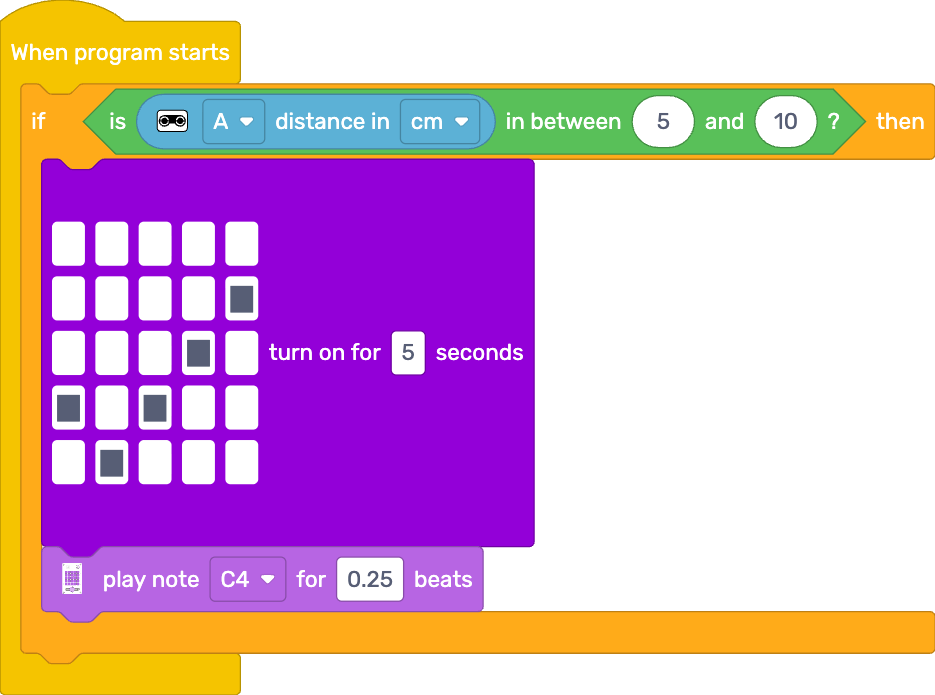 When program starts
if is A distance in cm in between 5 and 10 ? then
turn on for 5 seconds
play note C4 for 0.25 beats